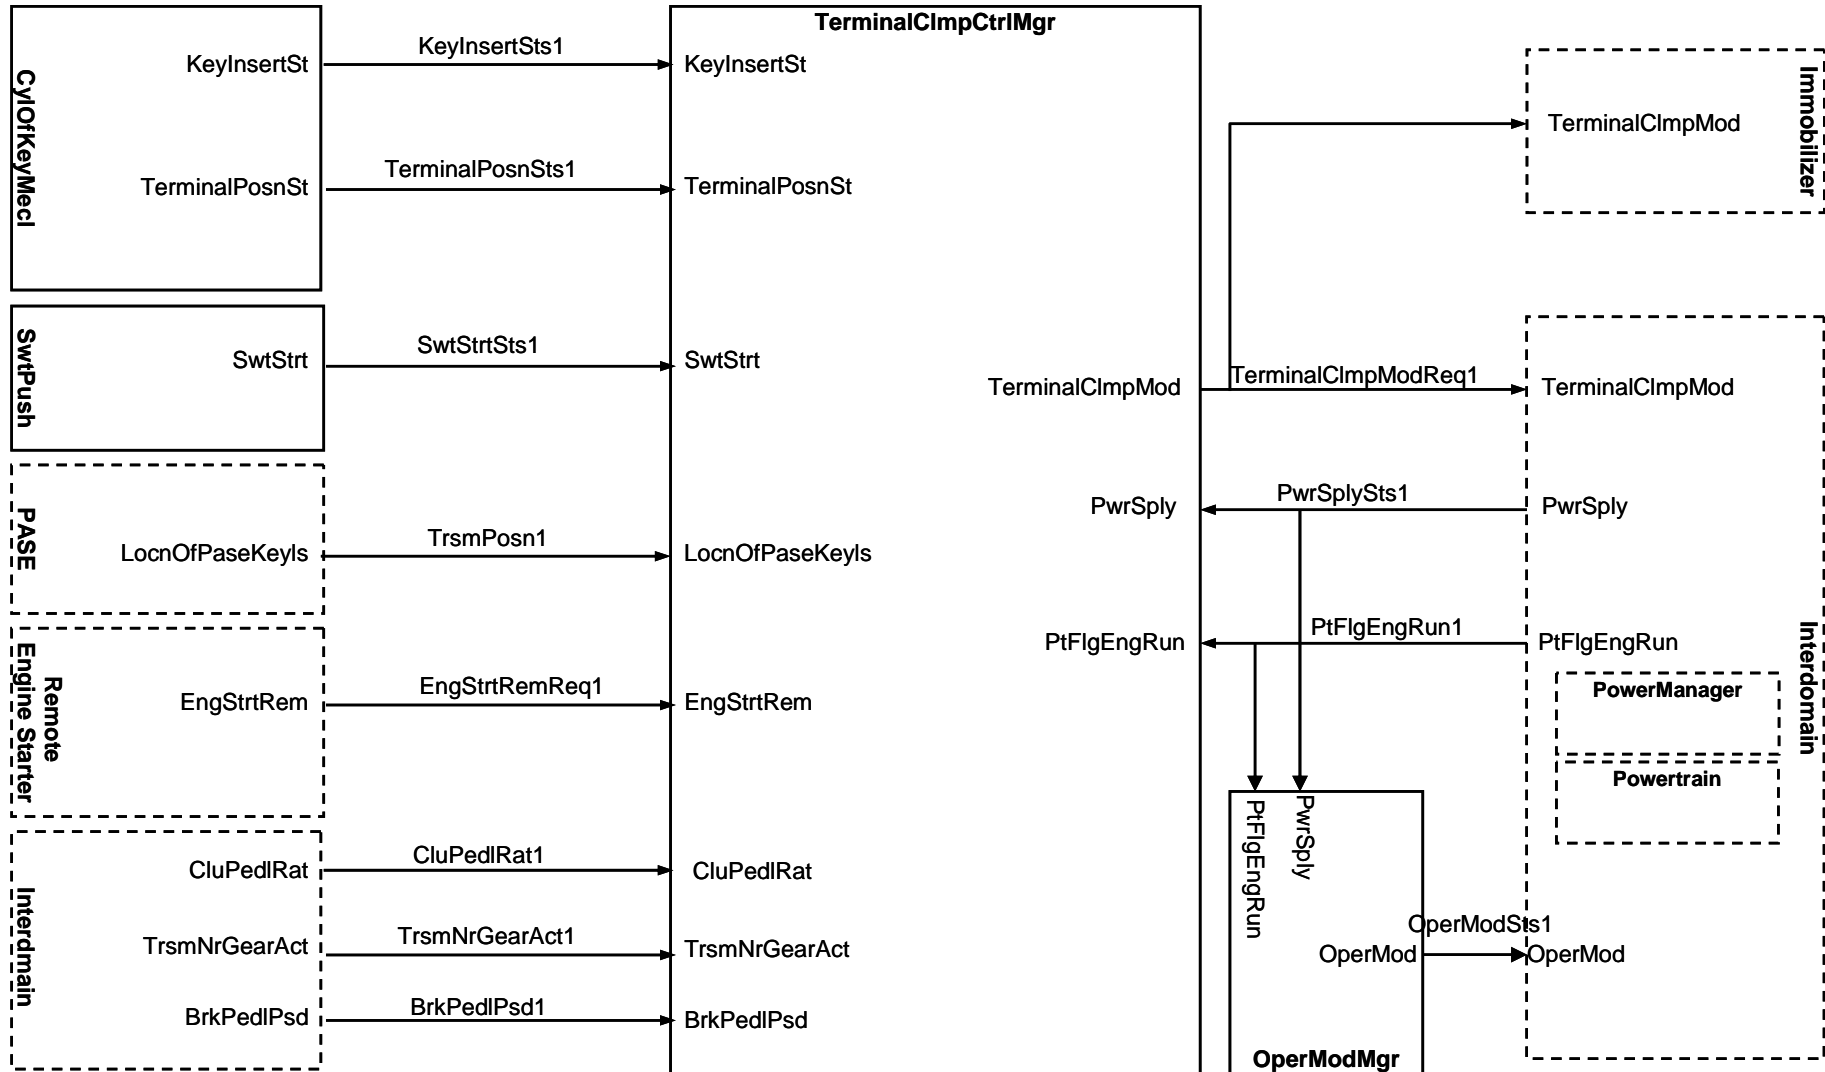 TerminalClmpCtrlMgr
CylOfKeyMecl
KeyInsertSt
KeyInsertSts1
KeyInsertSt
TerminalPosnSt
TerminalPosnSts1
TerminalPosnSt
SwtPush
SwtStrt
SwtStrtSts1
SwtStrt
PASE
LocnOfPaseKeyIs
TrsmPosn1
LocnOfPaseKeyIs
Remote
Engine Starter
EngStrtRem
EngStrtRemReq1
EngStrtRem
Interdmain
CluPedlRat
CluPedlRat1
CluPedlRat
TrsmNrGearAct
TrsmNrGearAct1
TrsmNrGearAct
BrkPedlPsd
BrkPedlPsd1
BrkPedlPsd
Immobilizer
TerminalClmpMod
TerminalClmpMod
TerminalClmpModReq1
TerminalClmpMod
PwrSply
PwrSplySts1
PwrSply
PtFlgEngRun
PtFlgEngRun1
PtFlgEngRun
Interdomain
PowerManager
Powertrain
PtFlgEngRun
PwrSply
OperMod
OperModSts1
OperMod
OperModMgr